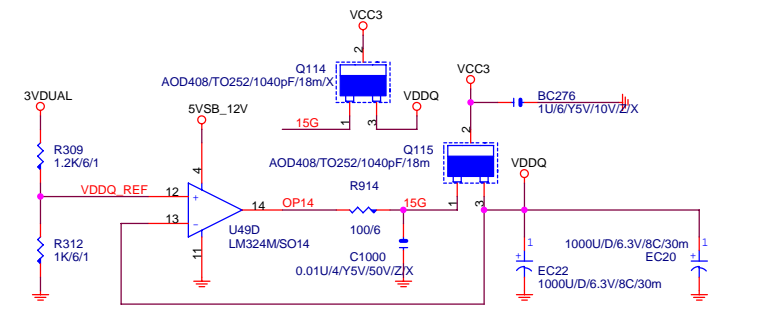 VCC3
2
Q114
AOD408/TO252/1040pF/18m/X
VCC3
3VDUAL
5VSB_12V
VDDQ
2
BC276
1U/6/Y5V/10V/Z/X
15G
1
3
Q115
R309
1.2K/6/1
4
AOD408/TO252/1040pF/18m
VDDQ
R914
VDDQ_REF
12
+
14
OP14
15G
1
3
13
-
U49D
LM324M/SO14
100/6
R312
1K/6/1
11
C1000
0.01U/4/Y5V/50V/Z/X
1
+
EC22
1000U/D/6.3V/8C/30m
1000U/D/6.3V/8C/30m
1
EC20
+